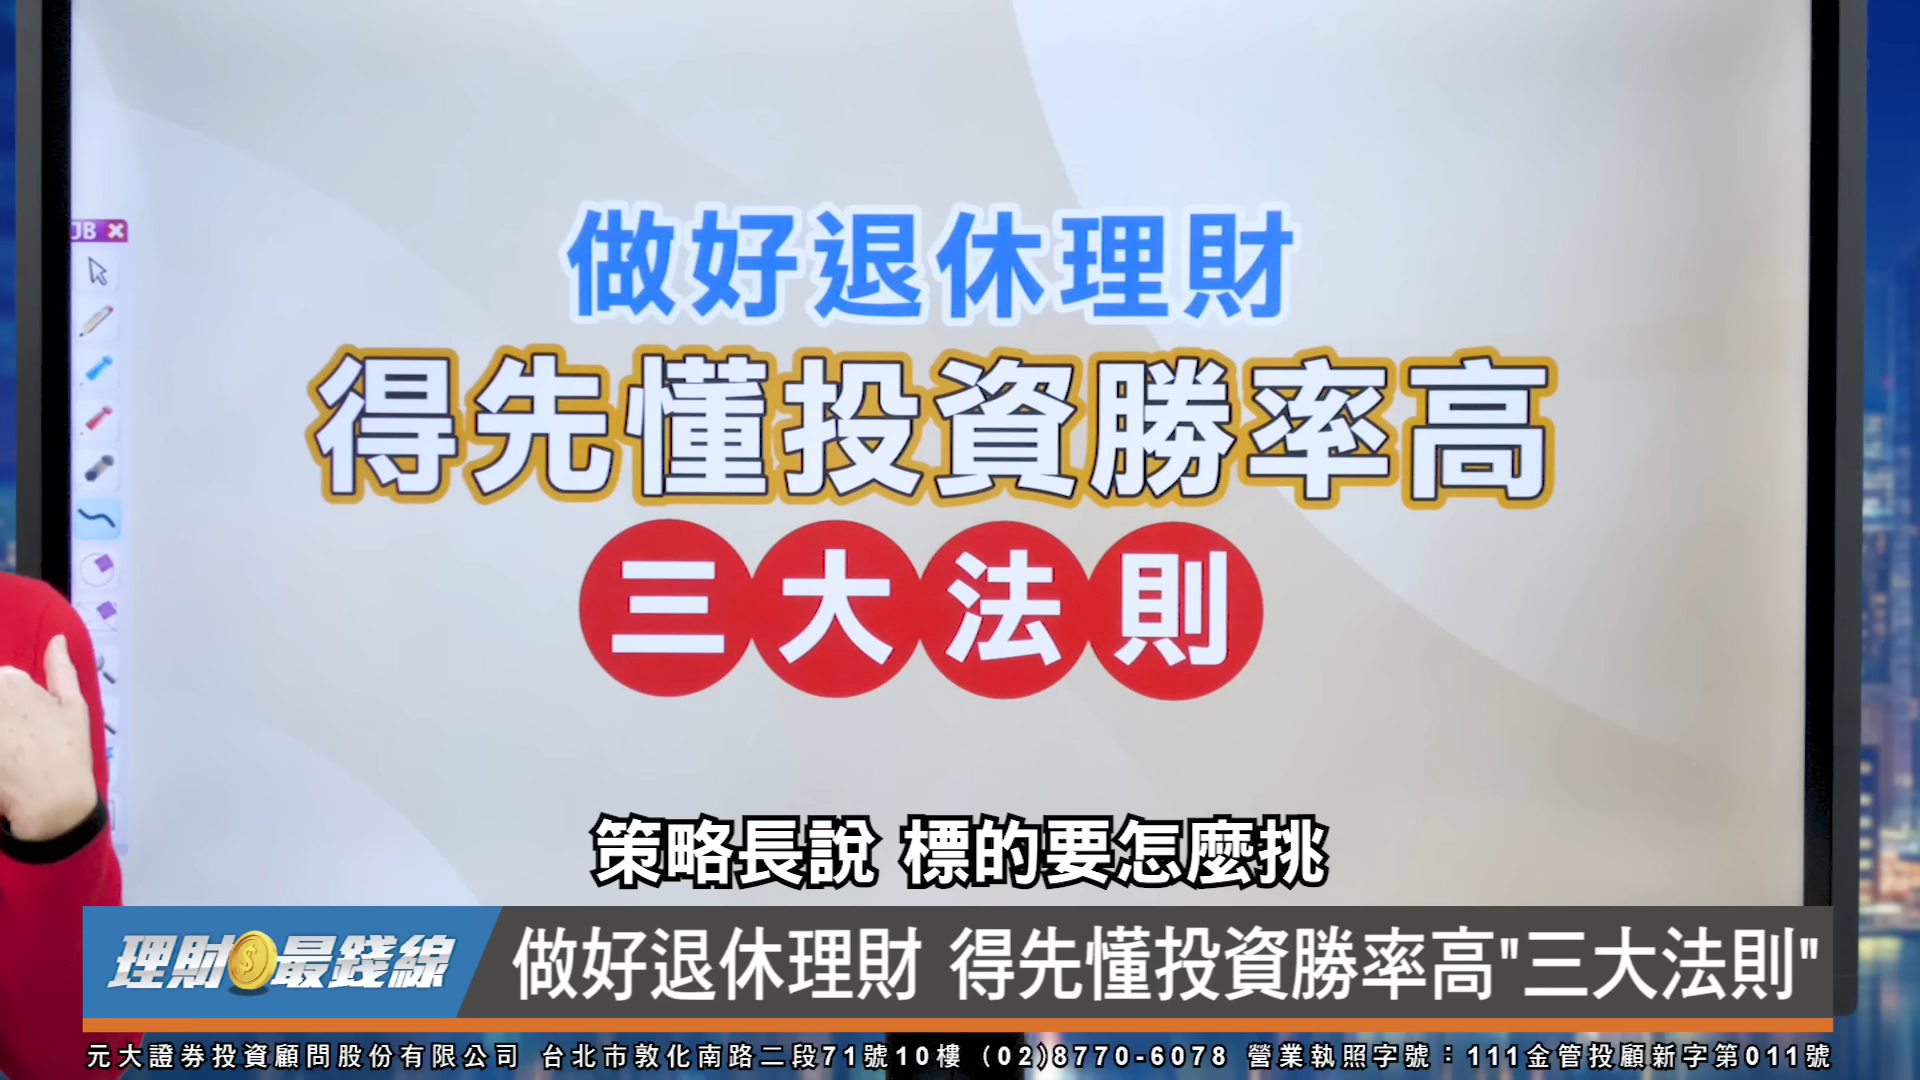 JB
做好退休理財
得先懂投資勝率高
三大法則
策略長說 標的要怎麼挑
理財最錢線
做好退休理財 得先懂投資勝率高"三大法則"
元大證券投資顧問股份有限公司 台北市敦化南路二段71號10樓 (02)8770-6078 營業執照字號：111金管投顧新字第011號